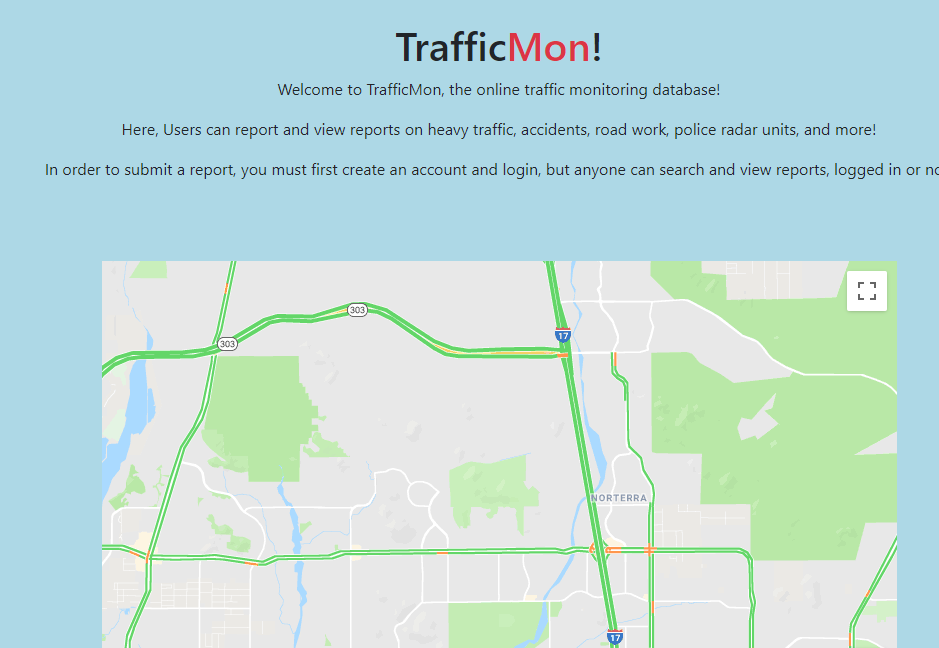 TrafficMon!
Welcome to TrafficMon, the online traffic monitoring database!
Here, Users can report and view reports on heavy traffic, accidents, road work, police radar units, and more!
In order to submit a report, you must first create an account and login, but anyone can search and view reports, logged in or
303
17
303
NORTERRA
17